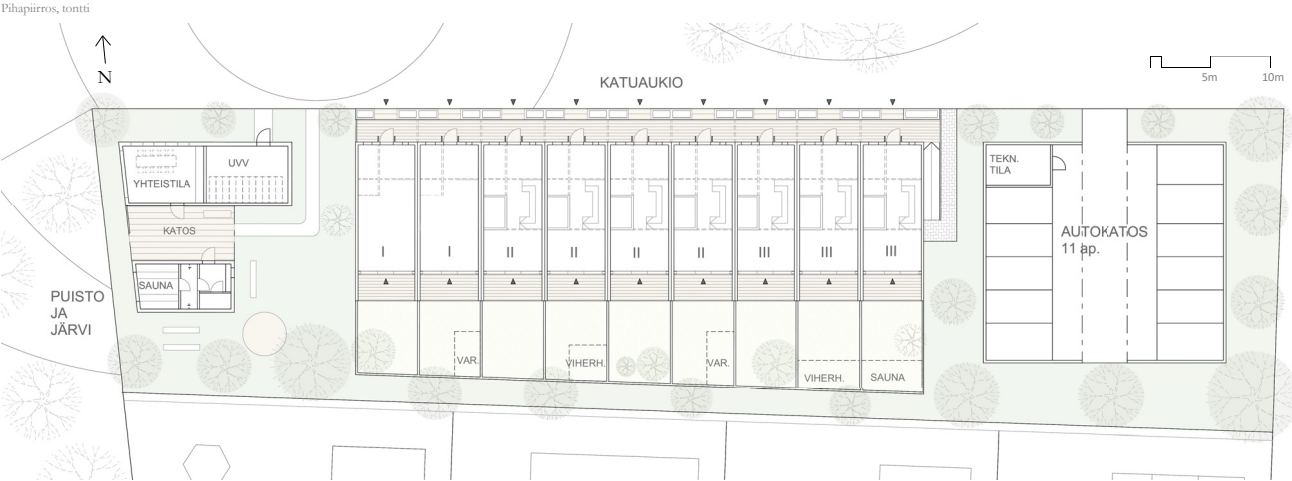 Pihapiirros, tontti
N
KATUAUKIO
5m
10m
UVV
YHTEISTILA
TEKN.
TILA
KATOS
AUTOKATOS
11 ap.
I
I
II
II
II
II
III
III
III
SAUNA
PUISTO
JA
JÄRVI
VAR.
VIHERH.
VAR.
VIHERH.
SAUNA